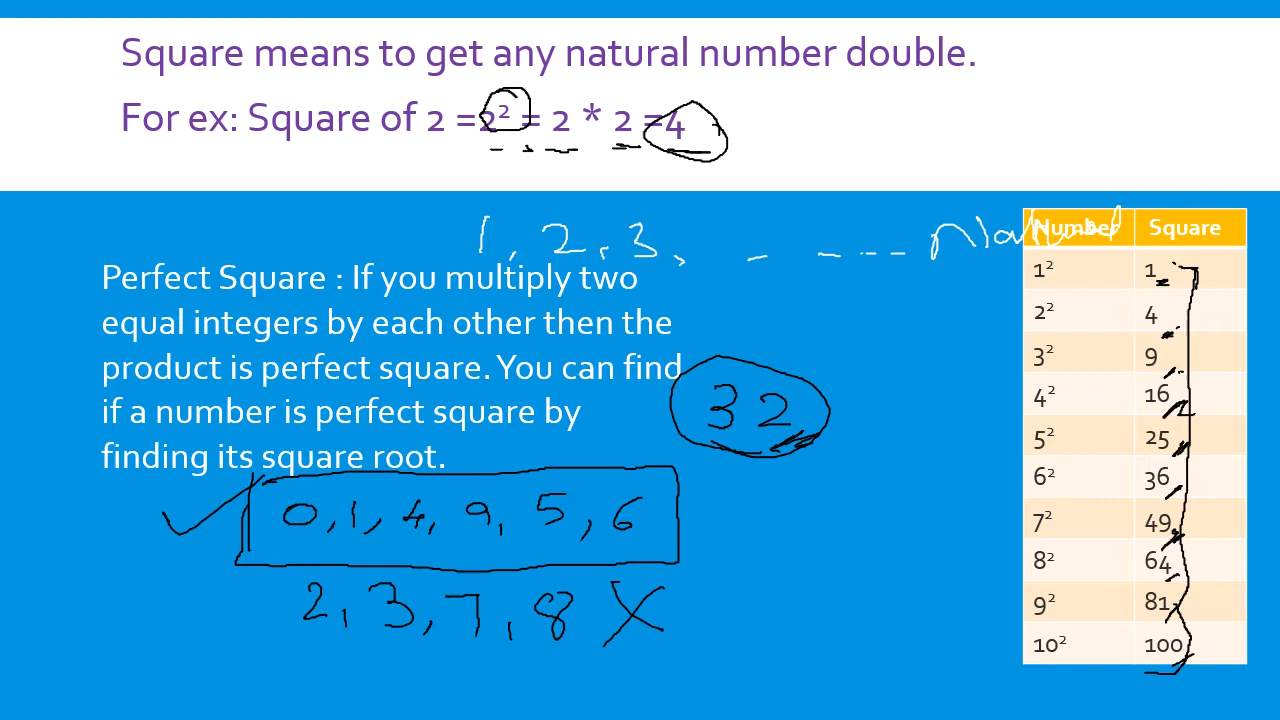 Square means to get any natural number double.
For ex: Square of 2 =2² = 2 * 2 =4
1, 2, 3, - - - - - Natural
Perfect Square : If you multiply two
equal integers by each other then the
product is perfect square. You can find
if a number is perfect square by
finding its square root.
32
0, 1, 4, 9, 5, 6
2, 3, 7, 8 X
Number Square
1² 1
2² 4
3² 9
4² 16
5² 25
6² 36
7² 49
8² 64
9² 81
10² 100